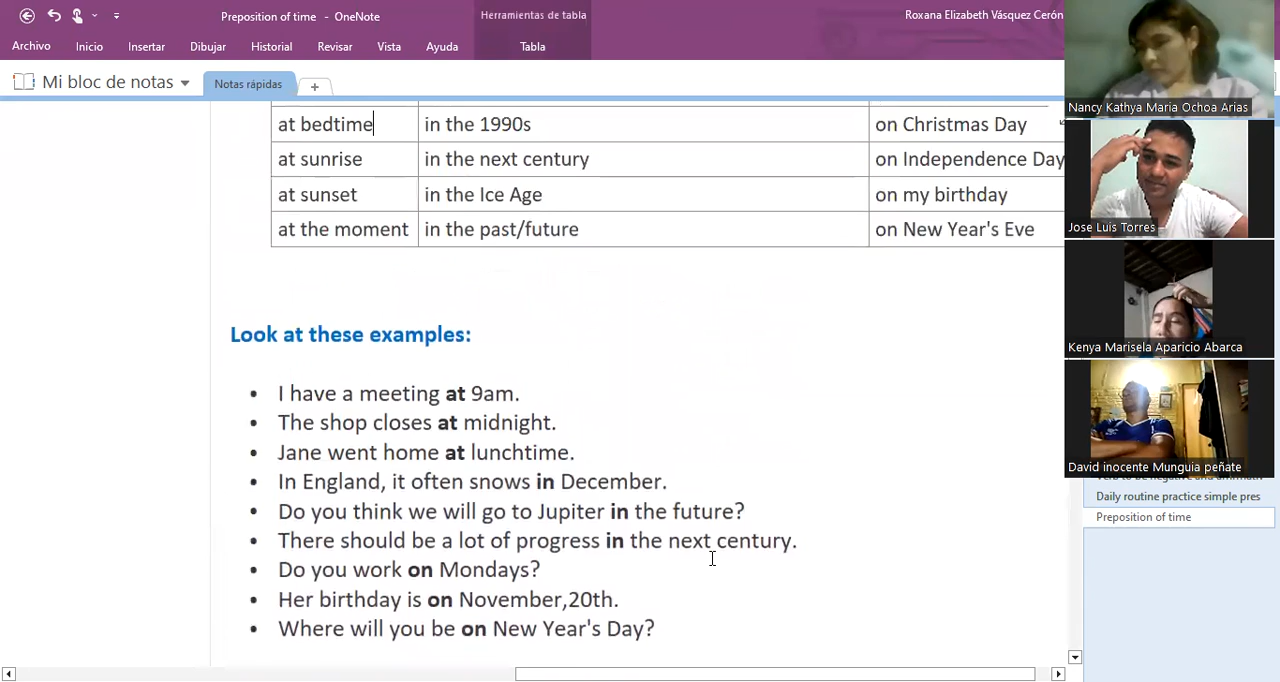 Preposition of time - OneNote
Herramientas de tabla
Roxana Elizabeth Vásquez Cerón
Archivo Inicio Insertar Dibujar Historial Revisar Vista Ayuda Tabla
Mi bloc de notas Notas rápidas +
at bedtime in the 1990s on Christmas Day
at sunrise in the next century on Independence Day
at sunset in the Ice Age on my birthday
at the moment in the past/future on New Year's Eve
Look at these examples:
• I have a meeting at 9am.
• The shop closes at midnight.
• Jane went home at lunchtime.
• In England, it often snows in December.
• Do you think we will go to Jupiter in the future?
• There should be a lot of progress in the next century.
• Do you work on Mondays?
• Her birthday is on November,20th.
• Where will you be on New Year's Day?
Nancy Kathya Maria Ochoa Arias
Jose Luis Torres
Kenya Marisela Aparicio Abarca
David inocente Munguia peñate
Daily routine practice simple pres
Preposition of time